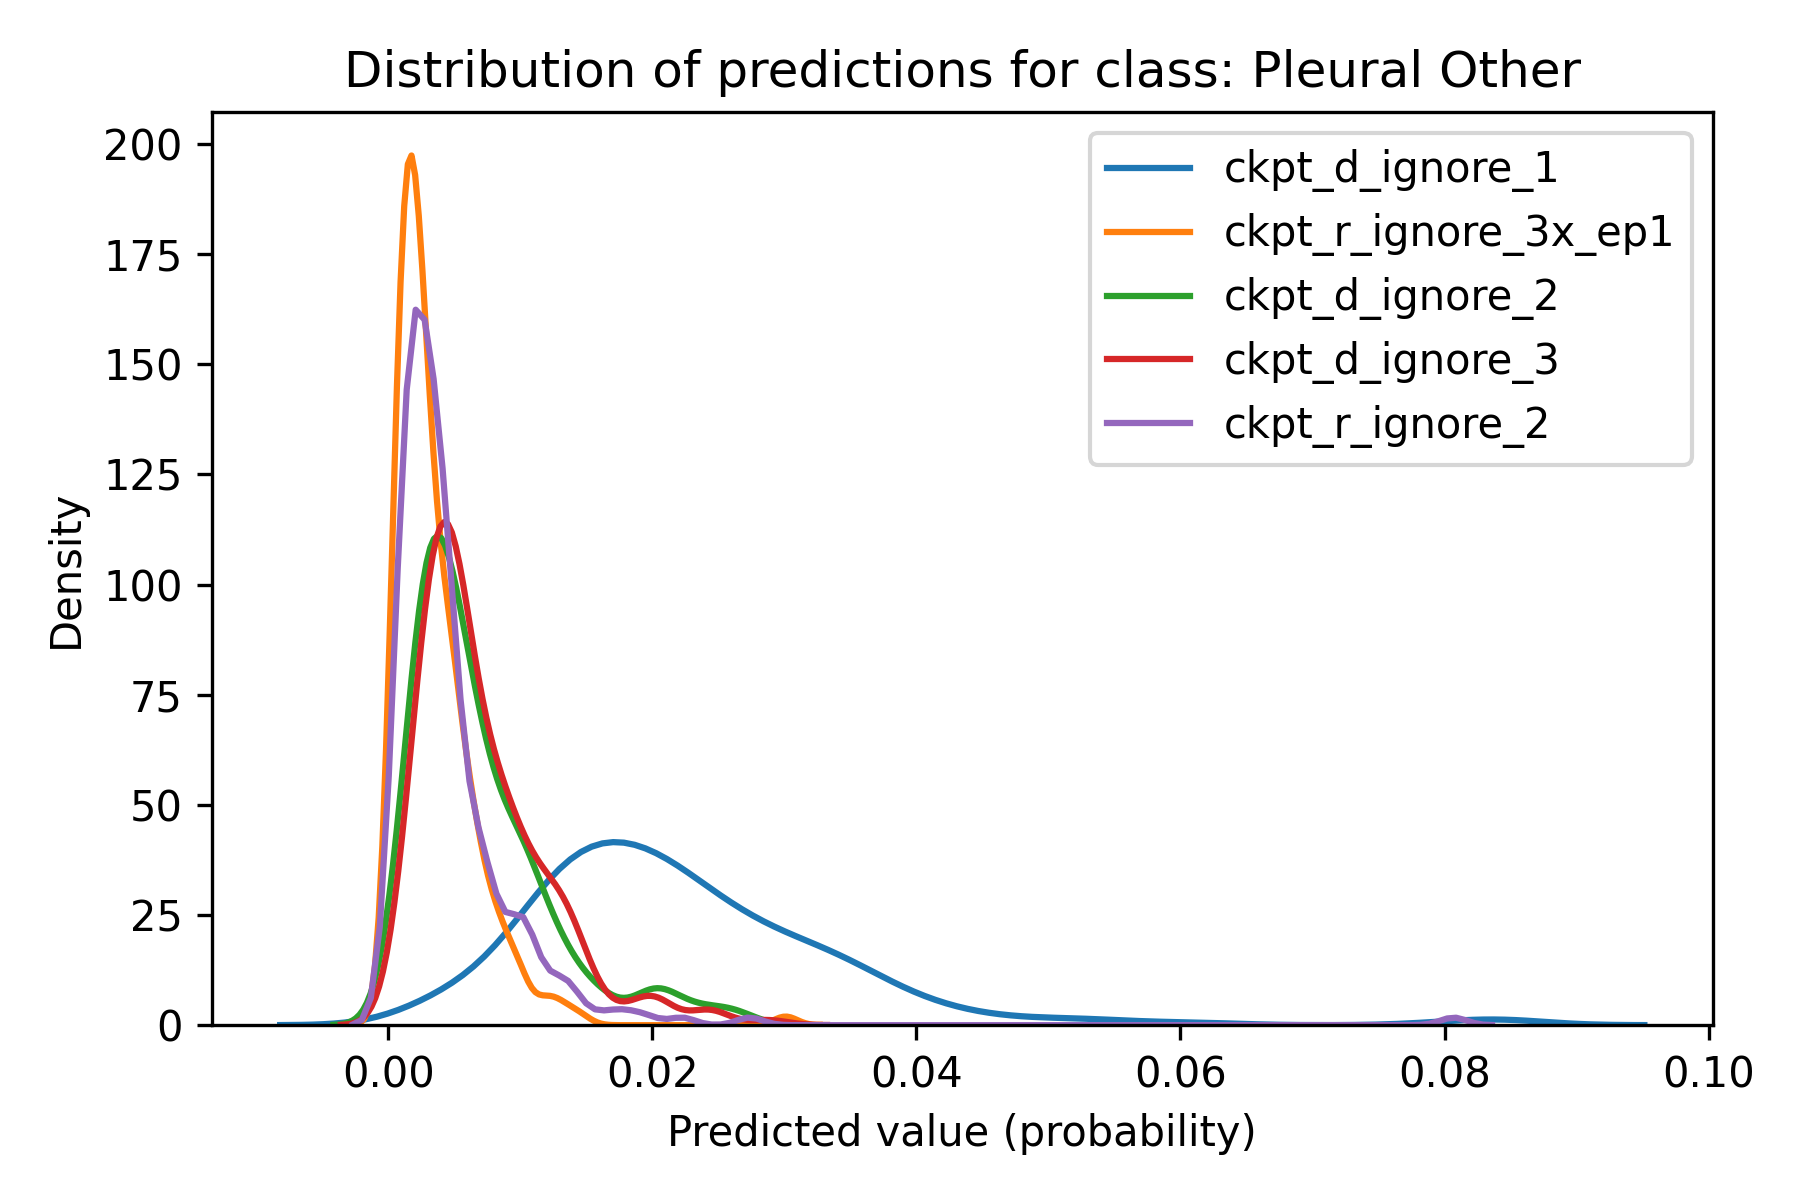 Distribution of predictions for class: Pleural Other
200
175
150
125
100
75
50
25
0
Density
ckpt_d_ignore_1
ckpt_r_ignore_3x_ep1
ckpt_d_ignore_2
ckpt_d_ignore_3
ckpt_r_ignore_2
0.00 0.02 0.04 0.06 0.08 0.10
Predicted value (probability)